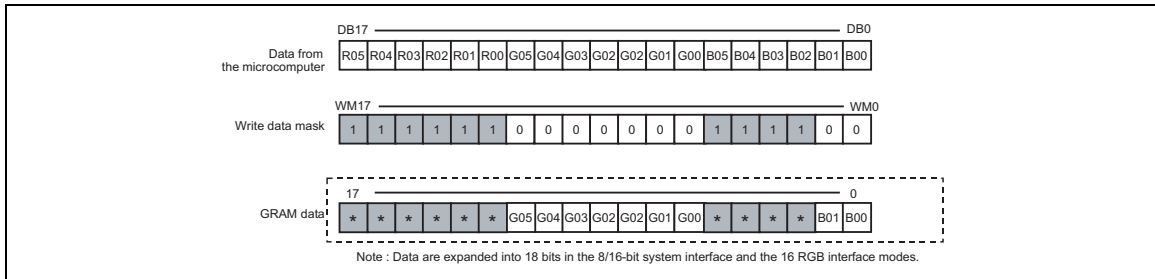 DB17 DB0
Data from
the microcomputer
R05 R04 R03 R02 R01 R00 G05 G04 G03 G02 G02 G01 G00 B05 B04 B03 B02 B01 B00
WM17 WM0
Write data mask 1 1 1 1 1 1 0 0 0 0 0 0 0 1 1 1 1 0 0
17 0
GRAM data * * * * * * G05 G04 G03 G02 G02 G01 G00 * * * * B01 B00
Note : Data are expanded into 18 bits in the 8/16-bit system interface and the 16 RGB interface modes.